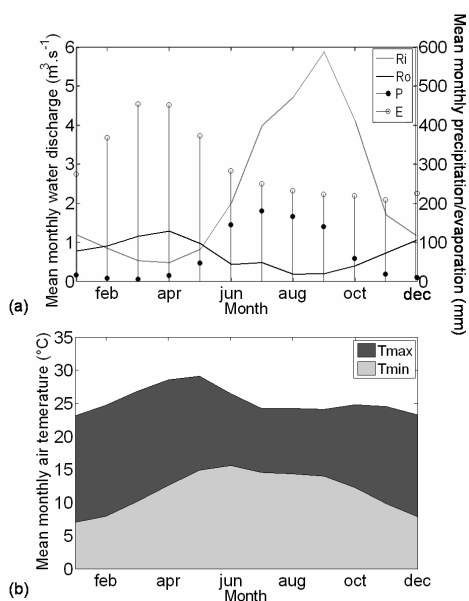 (a)
Mean monthly water discharge (m³.s⁻¹)
6
5
4
3
2
1
0
600
500
400
300
200
100
0
Mean monthly precipitation/evaporation (mm)
Ri
Ro
P
E
feb apr jun aug oct dec
Month
(b)
Mean monthly air temerature (°C)
35
30
25
20
15
10
5
0
Tmax
Tmin
feb apr jun aug oct dec
Month